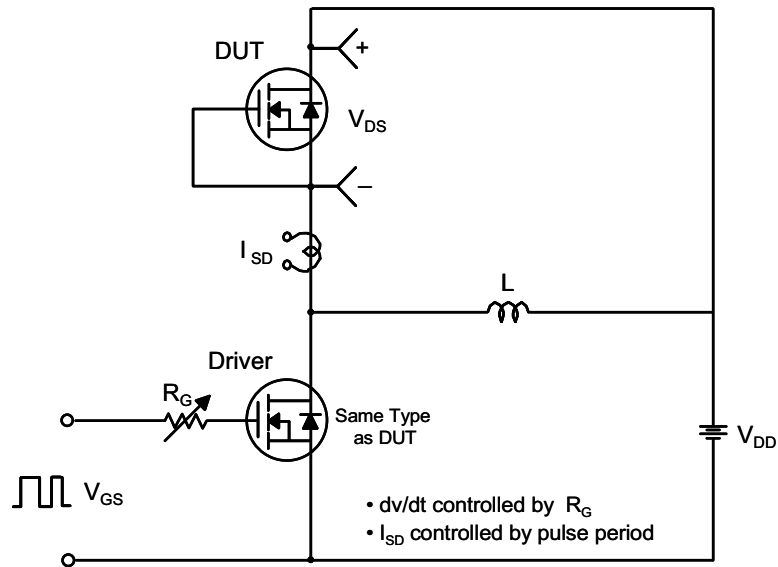 DUT
+
V_DS
–
I_SD
L
Driver
R_G
Same Type
as DUT
V_DD
V_GS
• dv/dt controlled by R_G
• I_SD controlled by pulse period